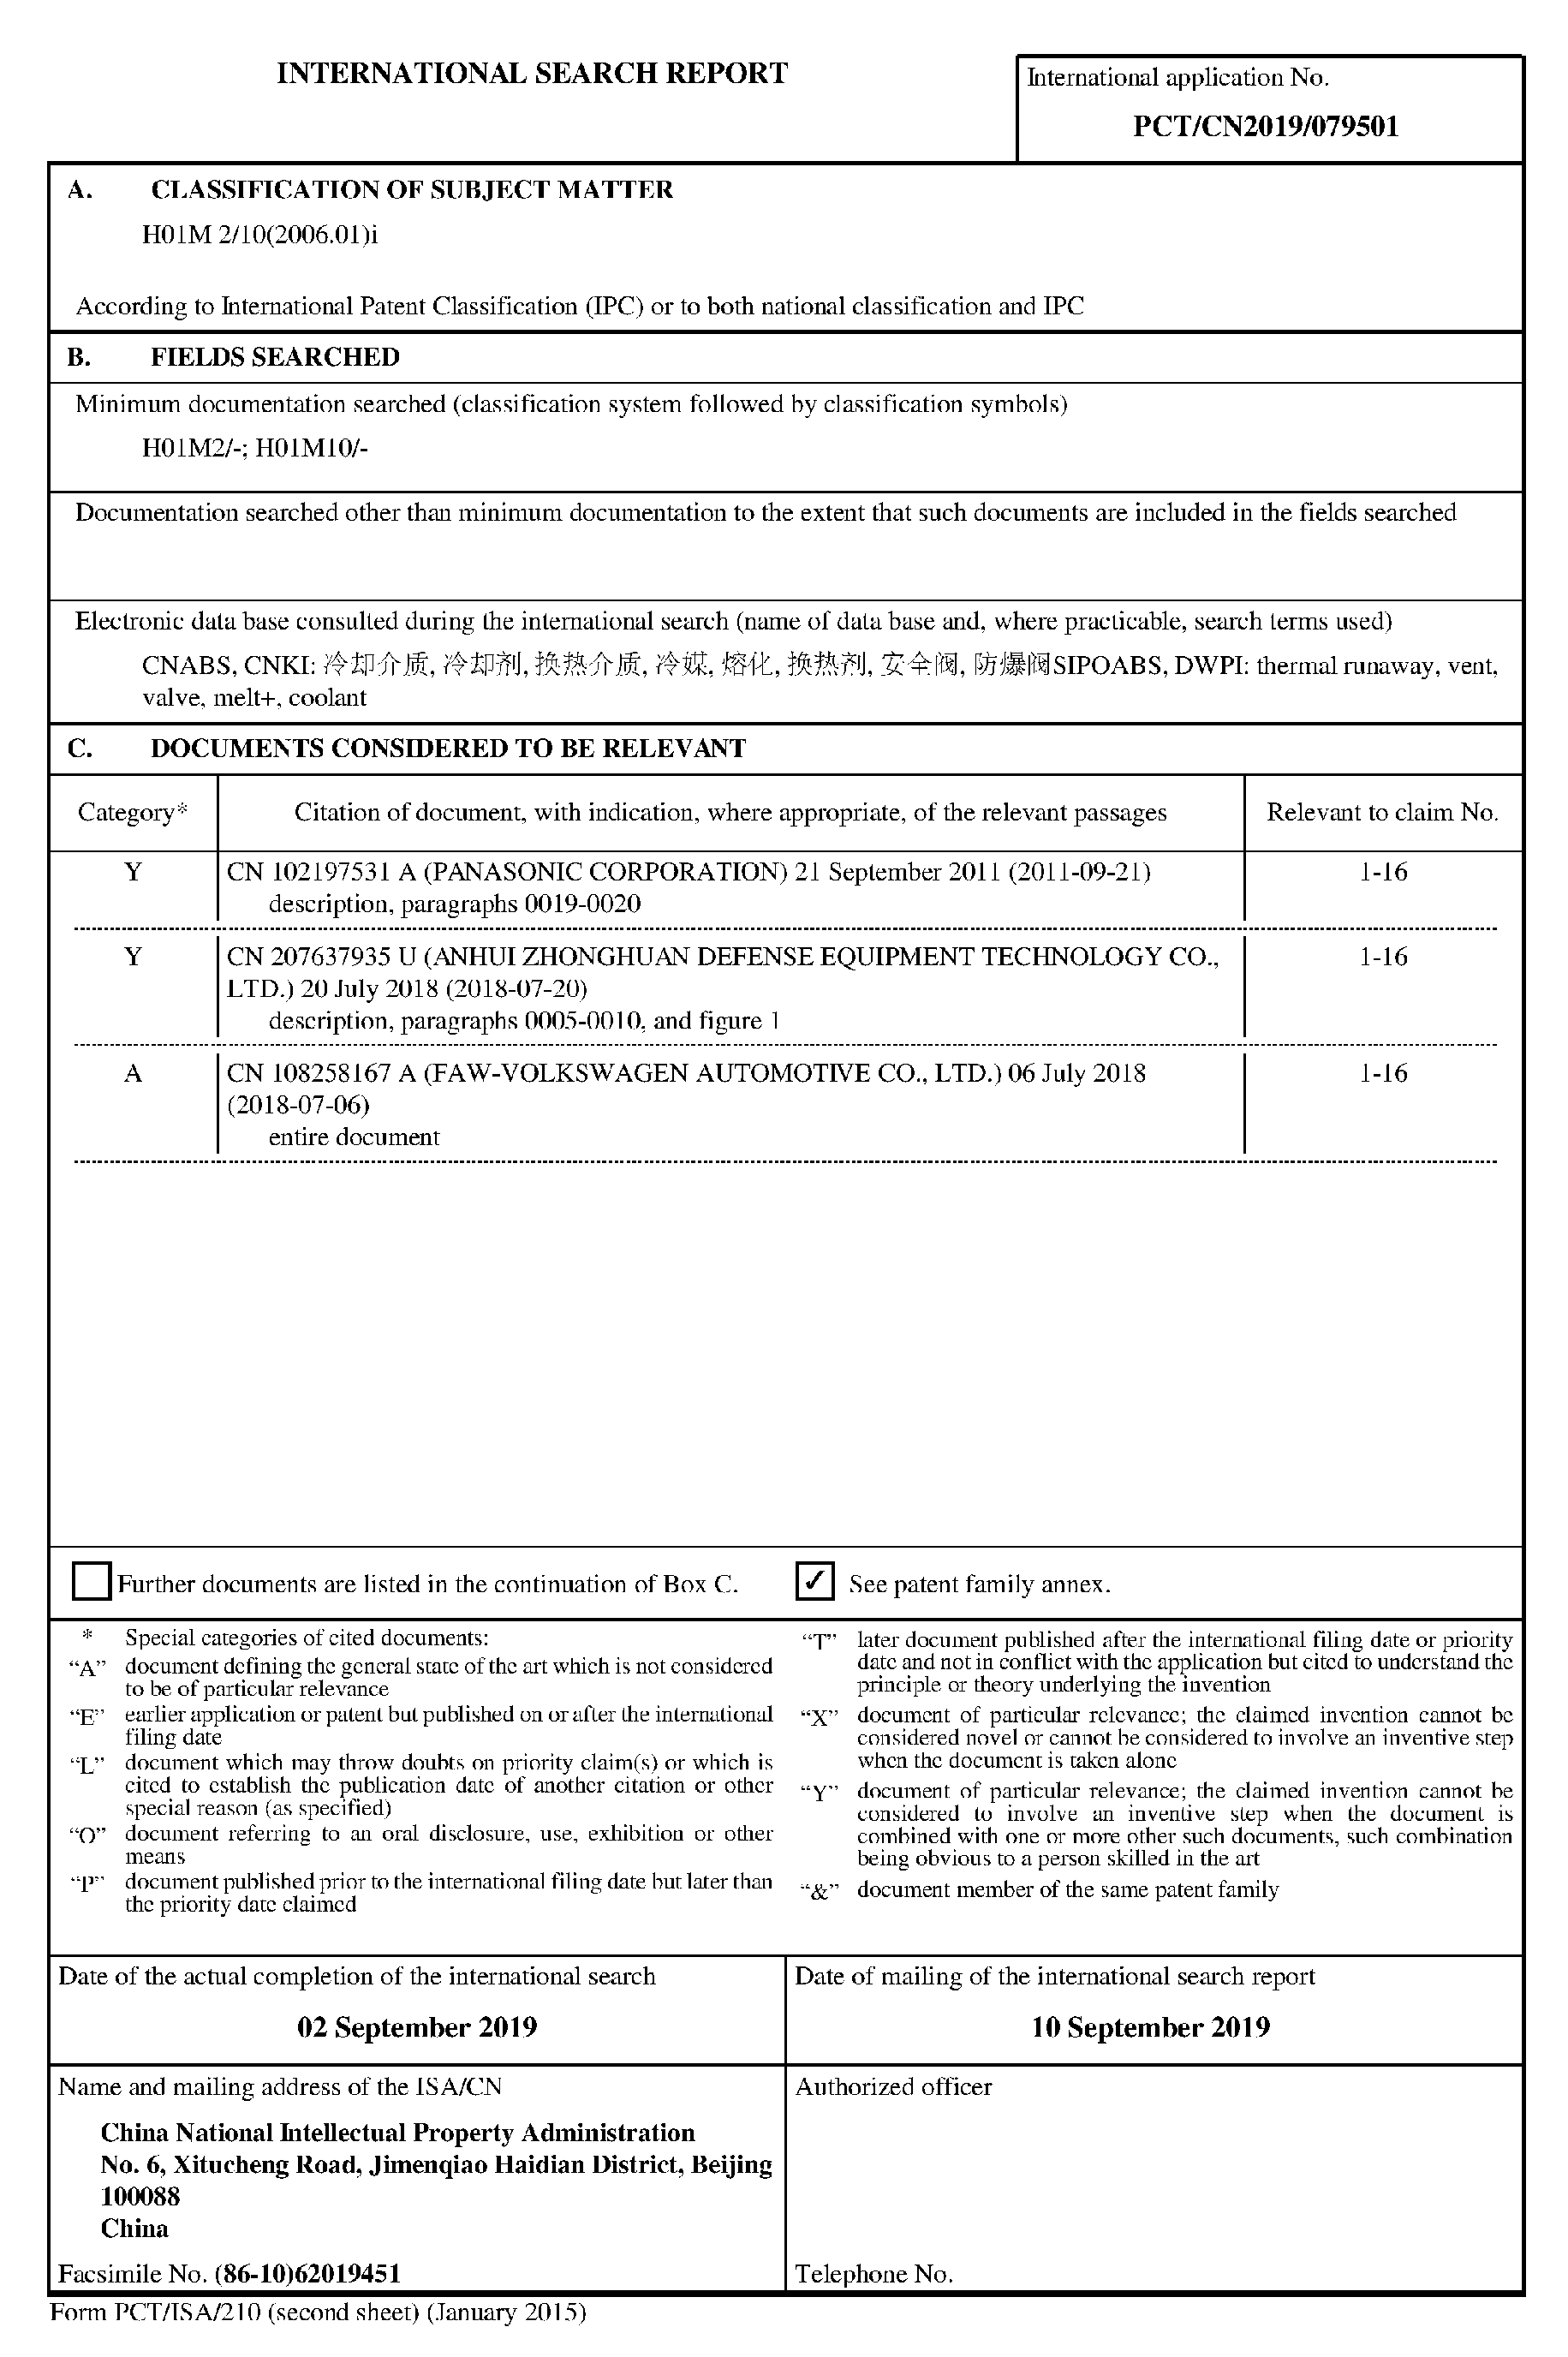 INTERNATIONAL SEARCH REPORT
International application No.
PCT/CN2019/079501
A. CLASSIFICATION OF SUBJECT MATTER
H01M 2/10(2006.01)i
According to International Patent Classification (IPC) or to both national classification and IPC
B. FIELDS SEARCHED
Minimum documentation searched (classification system followed by classification symbols)
H01M2/-; H01M10/-
Documentation searched other than minimum documentation to the extent that such documents are included in the fields searched
Electronic data base consulted during the international search (name of data base and, where practicable, search terms used)
CNABS, CNKI: 冷却介质, 冷却剂, 换热介质, 冷媒, 熔化, 换热剂, 安全阀, 防爆阀SIPOABS, DWPI: thermal runaway, vent,
valve, melt+, coolant
C. DOCUMENTS CONSIDERED TO BE RELEVANT
Category* Citation of document, with indication, where appropriate, of the relevant passages Relevant to claim No.
Y CN 102197531 A (PANASONIC CORPORATION) 21 September 2011 (2011-09-21) 1-16
description, paragraphs 0019-0020
Y CN 207637935 U (ANHUI ZHONGHUAN DEFENSE EQUIPMENT TECHNOLOGY CO., 1-16
LTD.) 20 July 2018 (2018-07-20)
description, paragraphs 0005-0010, and figure 1
A CN 108258167 A (FAW-VOLKSWAGEN AUTOMOTIVE CO., LTD.) 06 July 2018 1-16
(2018-07-06)
entire document
Further documents are listed in the continuation of Box C.
✓ See patent family annex.
* Special categories of cited documents:
“A” document defining the general state of the art which is not considered
to be of particular relevance
“E” earlier application or patent but published on or after the international
filing date
“L” document which may throw doubts on priority claim(s) or which is
cited to establish the publication date of another citation or other
special reason (as specified)
“O” document referring to an oral disclosure, use, exhibition or other
means
“P” document published prior to the international filing date but later than
the priority date claimed
“T” later document published after the international filing date or priority
date and not in conflict with the application but cited to understand the
principle or theory underlying the invention
“X” document of particular relevance; the claimed invention cannot be
considered novel or cannot be considered to involve an inventive step
when the document is taken alone
“Y” document of particular relevance; the claimed invention cannot be
considered to involve an inventive step when the document is
combined with one or more other such documents, such combination
being obvious to a person skilled in the art
“&” document member of the same patent family
Date of the actual completion of the international search
02 September 2019
Date of mailing of the international search report
10 September 2019
Name and mailing address of the ISA/CN
China National Intellectual Property Administration
No. 6, Xitucheng Road, Jimenqiao Haidian District, Beijing
100088
China
Facsimile No. (86-10)62019451
Authorized officer
Telephone No.
Form PCT/ISA/210 (second sheet) (January 2015)